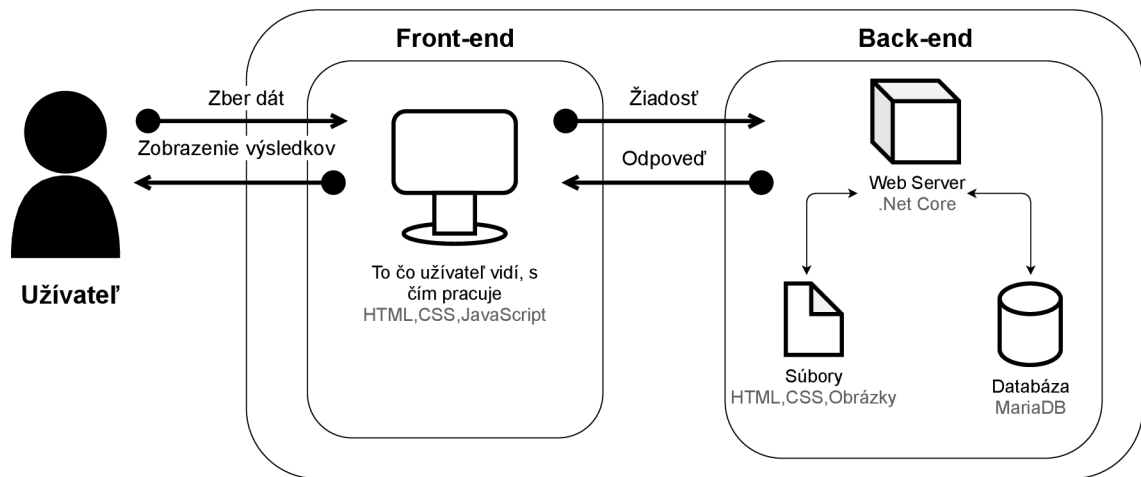 Front-end
Back-end
Zber dát
Zobrazenie výsledkov
Žiadosť
Odpoveď
Web Server
.Net Core
Užívateľ
To čo užívateľ vidí, s
čím pracuje
HTML,CSS,JavaScript
Súbory
HTML,CSS,Obrázky
Databáza
MariaDB